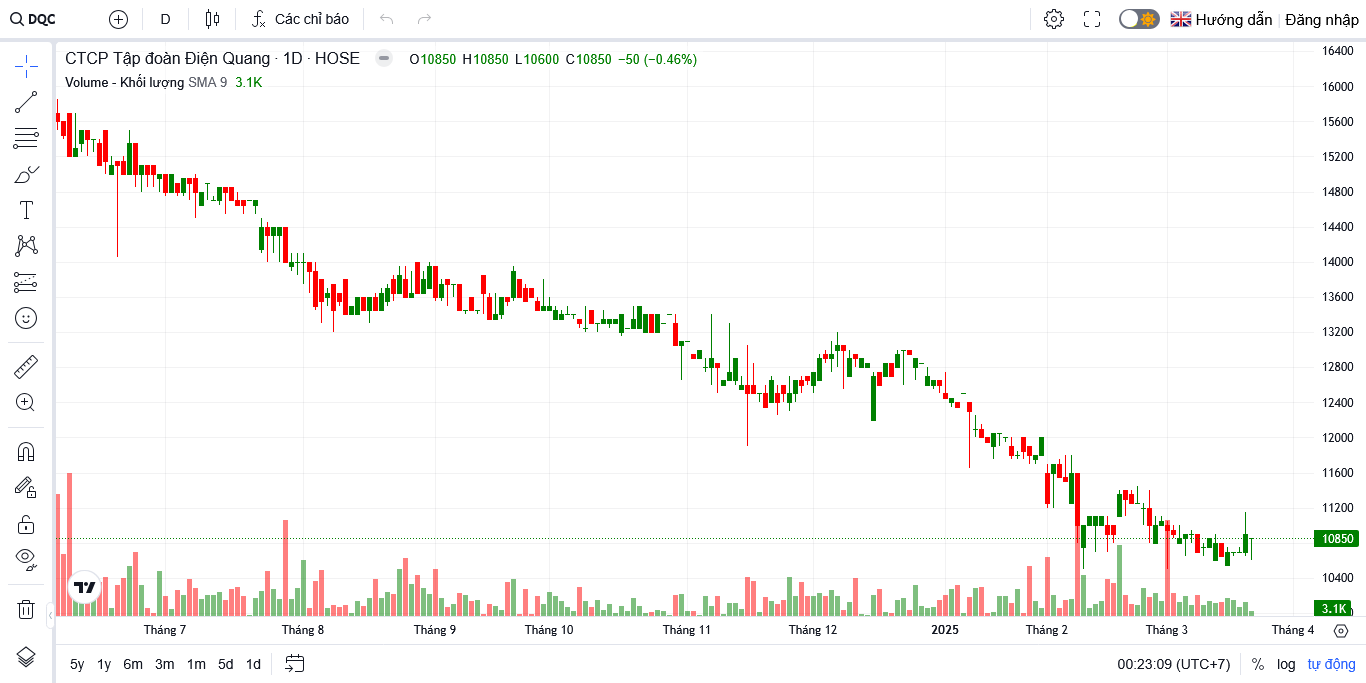 DQC D Các chỉ báo Hướng dẫn Đăng nhập
CTCP Tập đoàn Điện Quang · 1D · HOSE O10850 H10850 L10600 C10850 −50 (−0.46%)
Volume - Khối lượng SMA 9 3.1K
16400
16000
15600
15200
14800
14400
14000
13600
13200
12800
12400
12000
11600
11200
10850
10400
3.1K
Tháng 7 Tháng 8 Tháng 9 Tháng 10 Tháng 11 Tháng 12 2025 Tháng 2 Tháng 3 Tháng 4
5y 1y 6m 3m 1m 5d 1d 00:23:09 (UTC+7) % log tự động